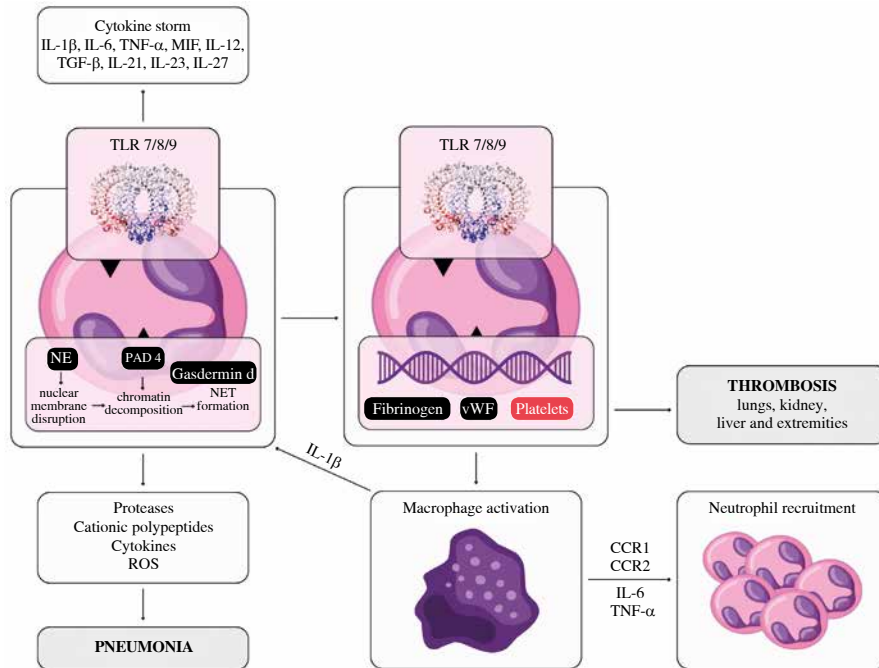 Cytokine storm
IL-1β, IL-6, TNF-α, MIF, IL-12,
TGF-β, IL-21, IL-23, IL-27
TLR 7/8/9
TLR 7/8/9
NE
PAD 4
Gasdermin d
nuclear
membrane
disruption
chromatin
decomposition
NET
formation
Fibrinogen
vWF
Platelets
THROMBOSIS
lungs, kidney,
liver and extremities
IL-1β
Proteases
Cationic polypeptides
Cytokines
ROS
Macrophage activation
CCR1
CCR2
IL-6
TNF-α
Neutrophil recruitment
PNEUMONIA